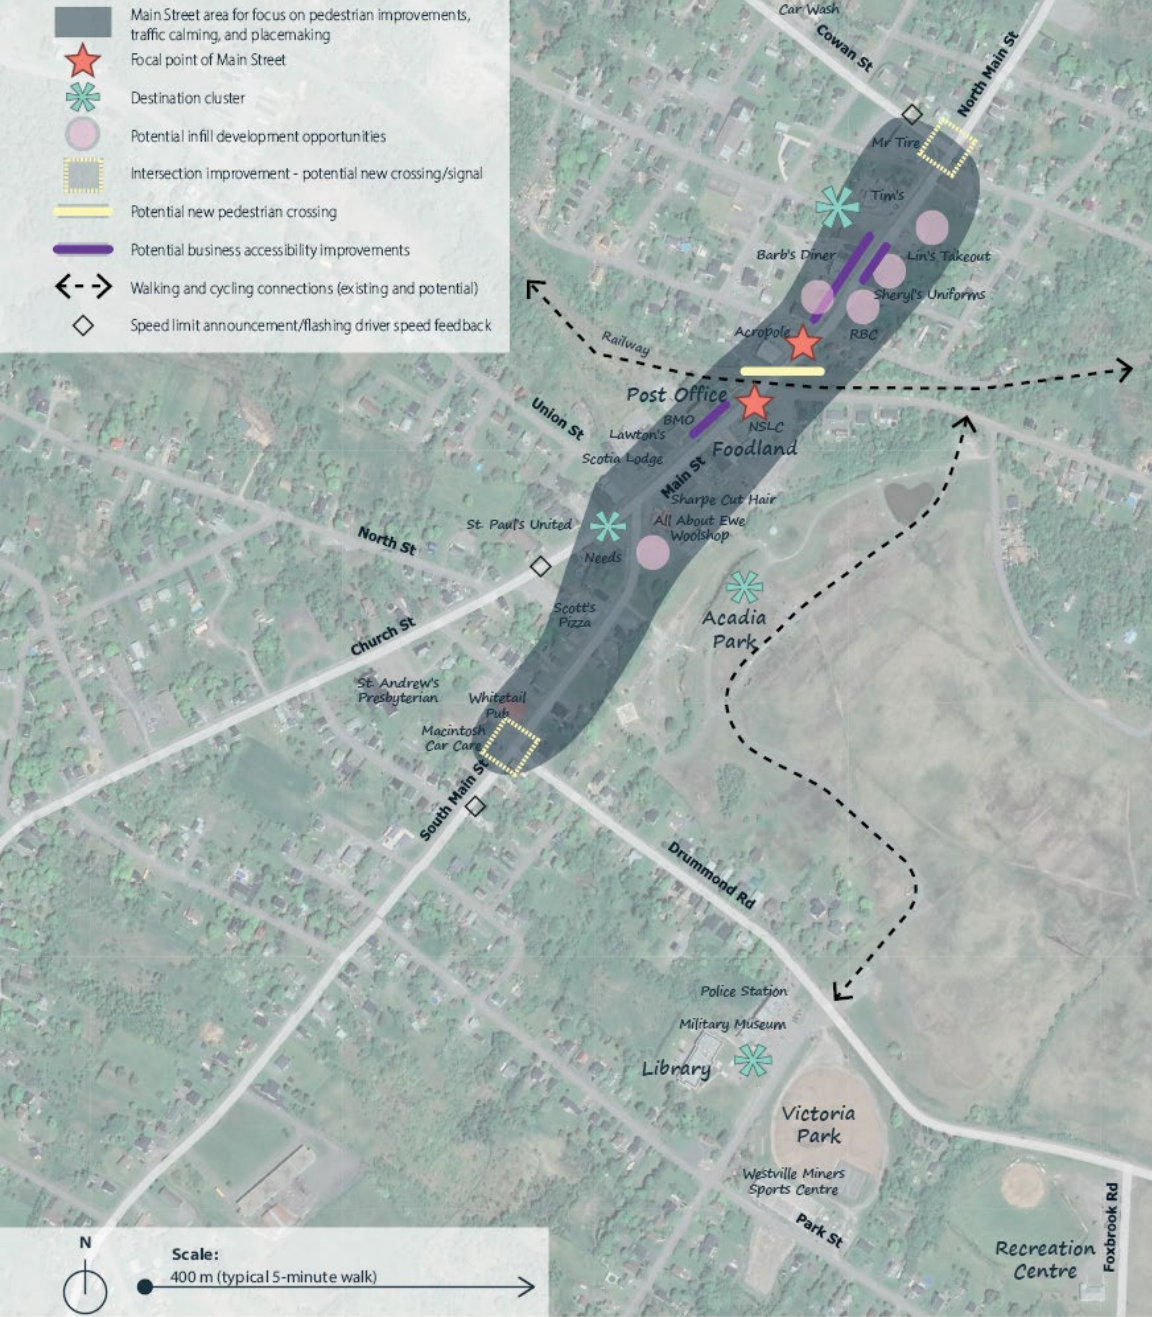 Main Street area for focus on pedestrian improvements,
traffic calming, and placemaking
Focal point of Main Street
Destination cluster
Potential infill development opportunities
Intersection improvement - potential new crossing/signal
Potential new pedestrian crossing
Potential business accessibility improvements
Walking and cycling connections (existing and potential)
Speed limit announcement/flashing driver speed feedback
Car Wash
Cowan St
North Main St
Mr Tire
Tim's
Barb's Diner
Lin's Takeout
Sheryl's Uniforms
Acropole
RBC
Railway
Post Office
Union St
BMO
NSLC
Lawton's
Foodland
Scotia Lodge
Main St
Sharpe Cut Hair
St. Paul's United
All About Ewe
Woolshop
North St
Needs
Scott's
Pizza
Acadia
Park
Church St
St. Andrew's
Presbyterian
Whitetail
Pub
Macintosh
Car Care
South Main St
Drummond Rd
Police Station
Military Museum
Library
Victoria
Park
Westville Miners
Sports Centre
Park St
Foxbrook Rd
Recreation
Centre
N
Scale:
400 m (typical 5-minute walk)